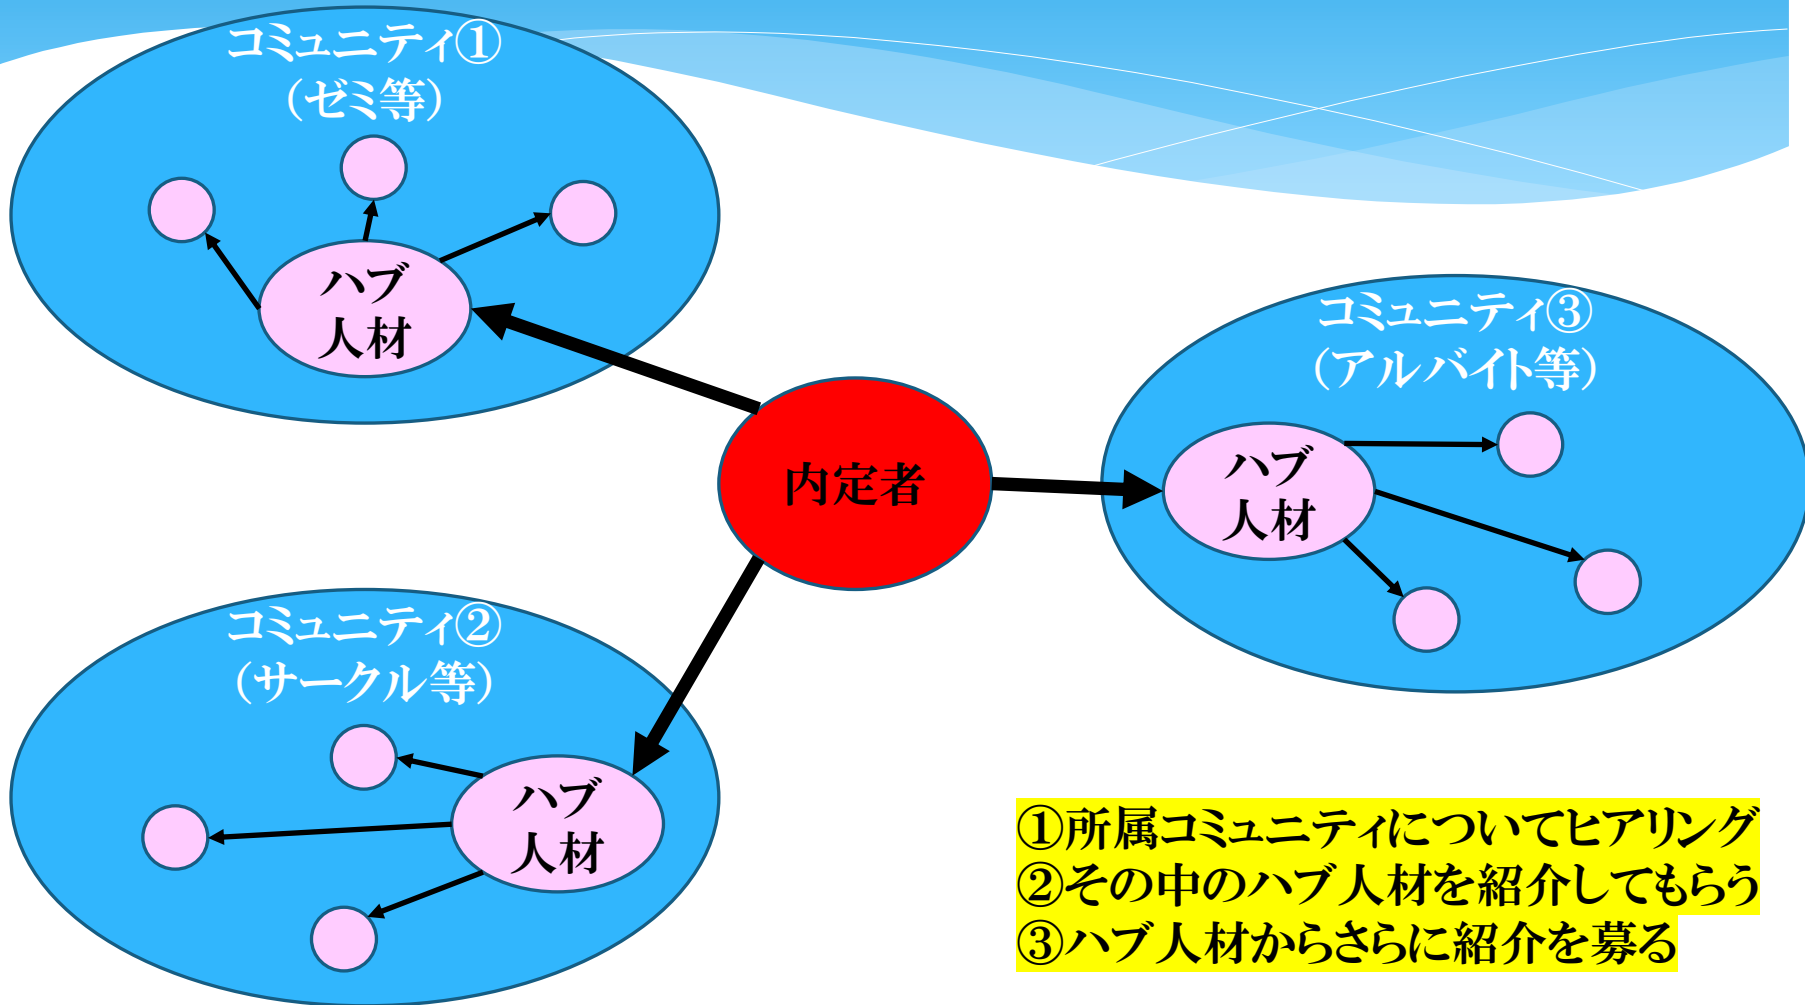 コミュニティ①
（ゼミ等）
ハブ
人材
コミュニティ③
（アルバイト等）
ハブ
人材
内定者
コミュニティ②
（サークル等）
ハブ
人材
①所属コミュニティについてヒアリング
②その中のハブ人材を紹介してもらう
③ハブ人材からさらに紹介を募る